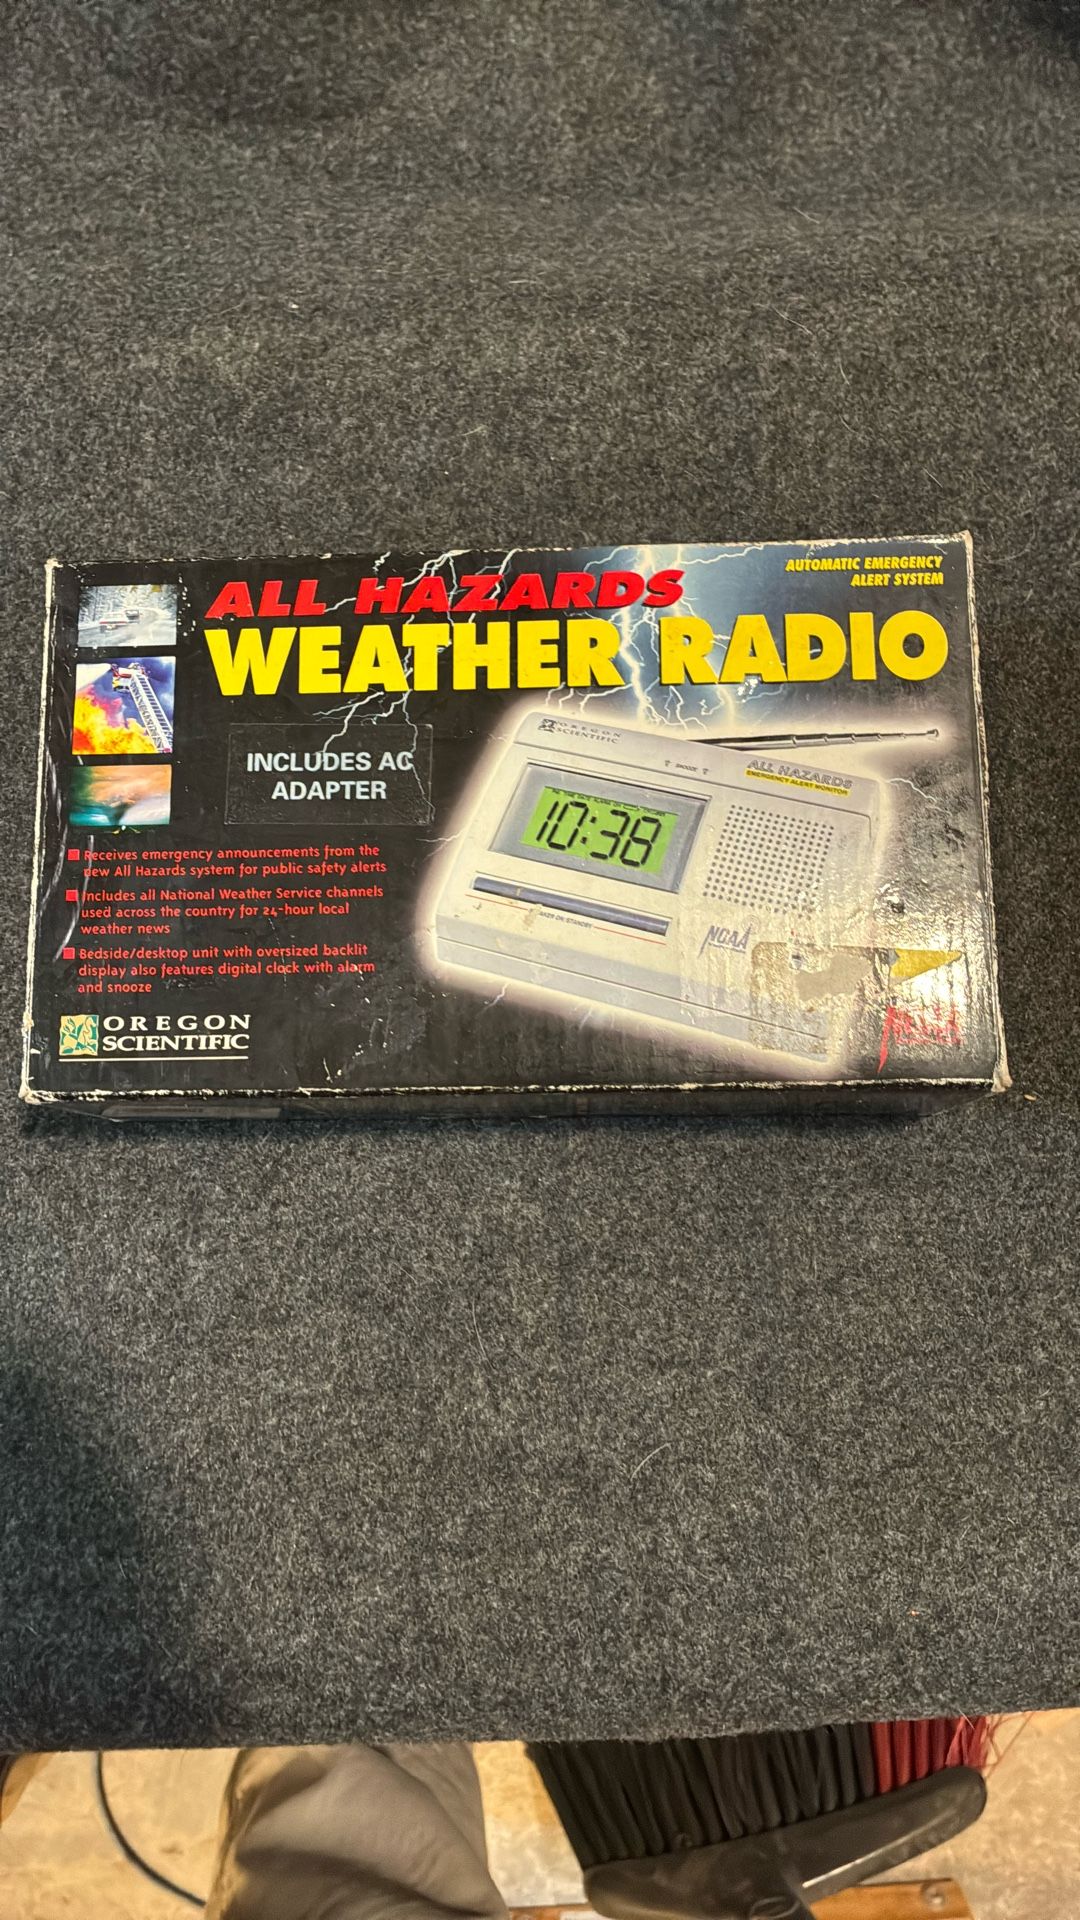 AUTOMATIC EMERGENCY
ALERT SYSTEM
ALL HAZARDS
WEATHER RADIO
INCLUDES AC
ADAPTER
OREGON
SCIENTIFIC
SNOOZE
ALL HAZARDS
EMERGENCY ALERT MONITOR
10:38
ON/STANDBY
Receives emergency announcements from the
new All Hazards system for public safety alerts
Includes all National Weather Service channels
used across the country for 24-hour local
weather news
Bedside/desktop unit with oversized backlit
display also features digital clock with alarm
and snooze
OREGON
SCIENTIFIC